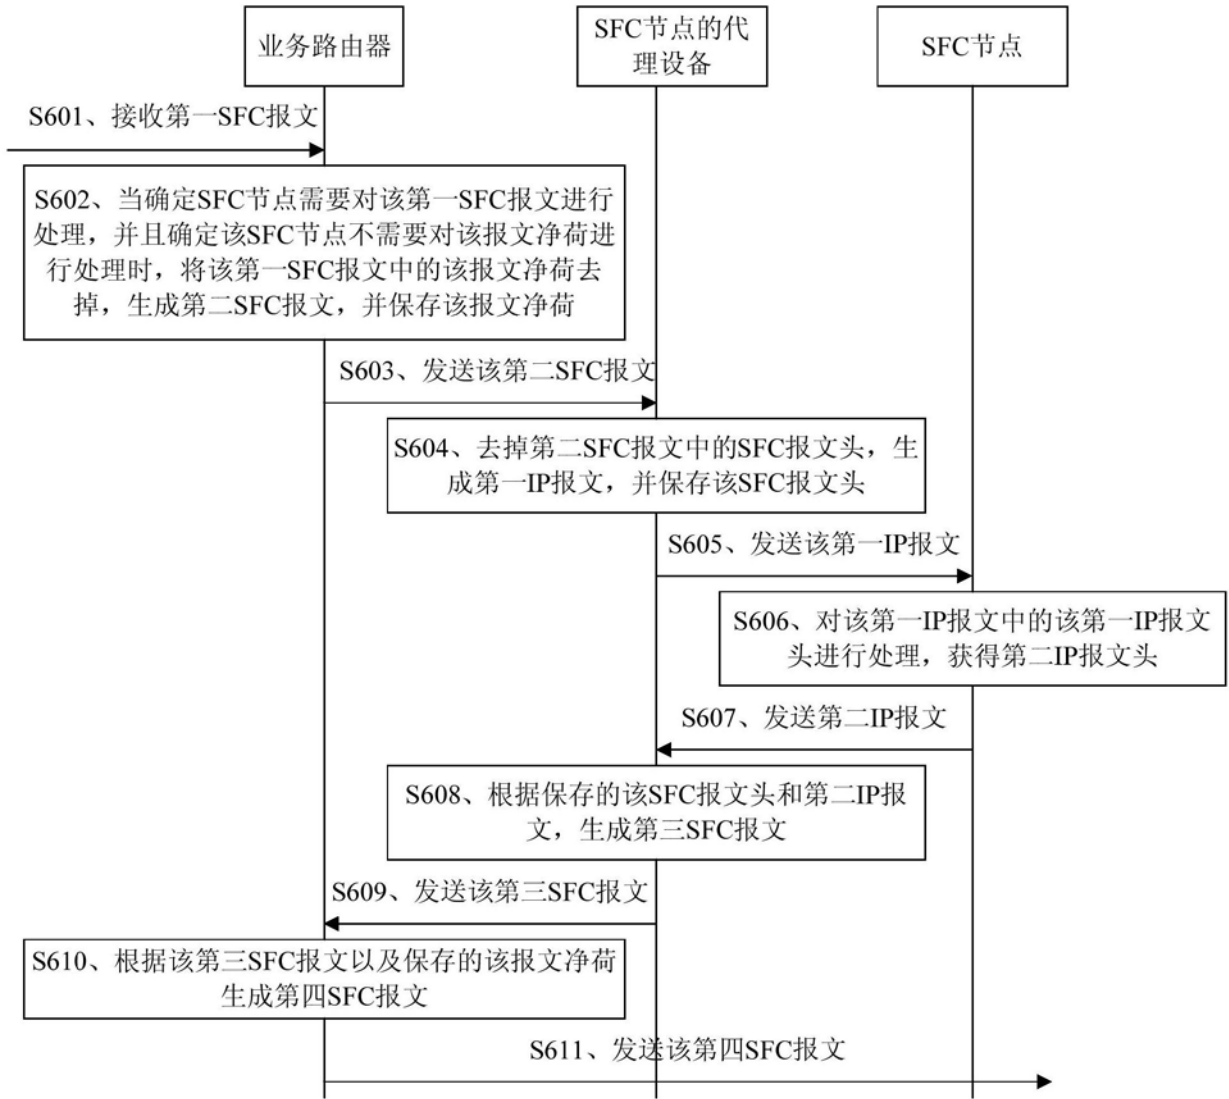 业务路由器
SFC节点的代
理设备
SFC节点
S601、接收第一SFC报文
S602、当确定SFC节点需要对该第一SFC报文进行
处理，并且确定该SFC节点不需要对该报文净荷进
行处理时，将该第一SFC报文中的该报文净荷去
掉，生成第二SFC报文，并保存该报文净荷
S603、发送该第二SFC报文
S604、去掉第二SFC报文中的SFC报文头，生
成第一IP报文，并保存该SFC报文头
S605、发送该第一IP报文
S606、对该第一IP报文中的该第一IP报文
头进行处理，获得第二IP报文头
S607、发送第二IP报文
S608、根据保存的该SFC报文头和第二IP报
文，生成第三SFC报文
S609、发送该第三SFC报文
S610、根据该第三SFC报文以及保存的该报文净荷
生成第四SFC报文
S611、发送该第四SFC报文